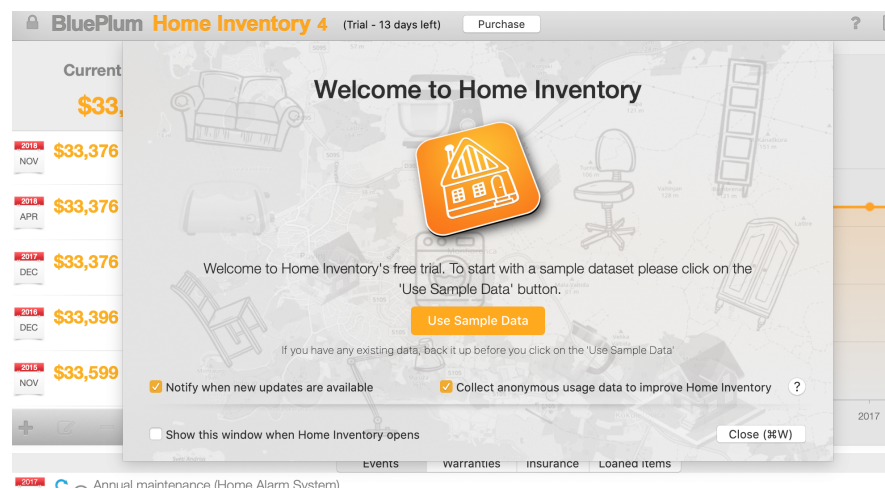 BluePlum Home Inventory 4 (Trial - 13 days left) Purchase ?
Current
$33,
2018
NOV
$33,376
2018
APR
$33,376
2017
DEC
$33,376
2016
DEC
$33,396
2015
NOV
$33,599
Welcome to Home Inventory
Welcome to Home Inventory's free trial. To start with a sample dataset please click on the
'Use Sample Data' button.
Use Sample Data
If you have any existing data, back it up before you click on the 'Use Sample Data'
Notify when new updates are available
Collect anonymous usage data to improve Home Inventory ?
Show this window when Home Inventory opens
Close (⌘W)
2017
Events Warranties Insurance Loaned Items
2017
Annual maintenance (Home Alarm System)